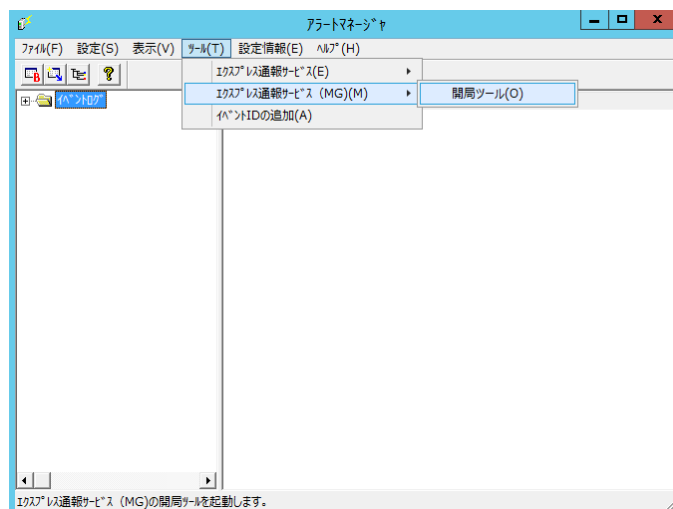 ｱﾗｰﾄﾏﾈｰｼﾞｬ
ﾌｧｲﾙ(F) 設定(S) 表示(V) ﾂｰﾙ(T) 設定情報(E) ﾍﾙﾌﾟ(H)
ｴｸｽﾌﾟﾚｽ通報ｻｰﾋﾞｽ(E)
ｴｸｽﾌﾟﾚｽ通報ｻｰﾋﾞｽ（MG)(M)
開局ツール(O)
ｲﾍﾞﾝﾄﾛｸﾞ
ｲﾍﾞﾝﾄIDの追加(A)
ｴｸｽﾌﾟﾚｽ通報ｻｰﾋﾞｽ（MG)の開局ﾂｰﾙを起動します。